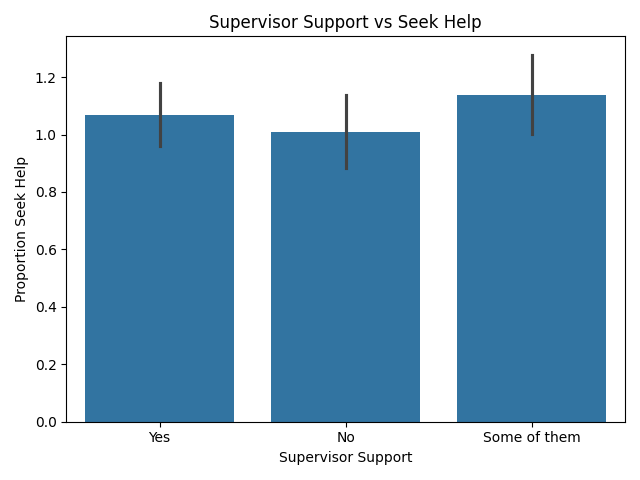 Supervisor Support vs Seek Help
1.2
1.0
0.8
0.6
0.4
0.2
0.0
Proportion Seek Help
Yes No Some of them
Supervisor Support